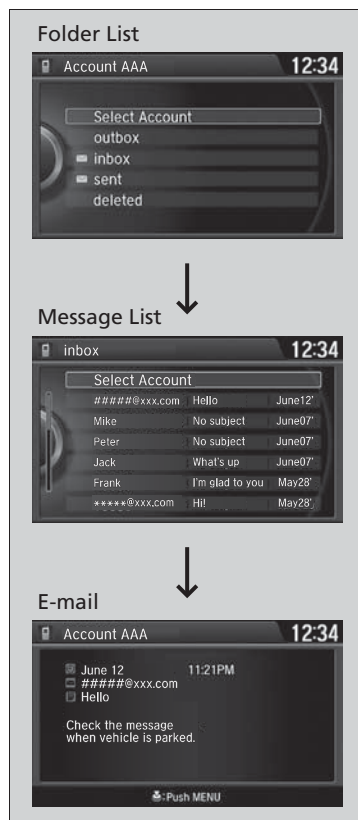 Folder List
Account AAA 12:34
Select Account
outbox
inbox
sent
deleted
Message List
inbox 12:34
Select Account
#####@xxx.com Hello June12'
Mike No subject June07'
Peter No subject June07'
Jack What's up June07'
Frank I'm glad to you May28'
*****@xxx.com Hi! May28'
E-mail
Account AAA 12:34
June 12 11:21PM
#####@xxx.com
Hello
Check the message
when vehicle is parked.
:Push MENU